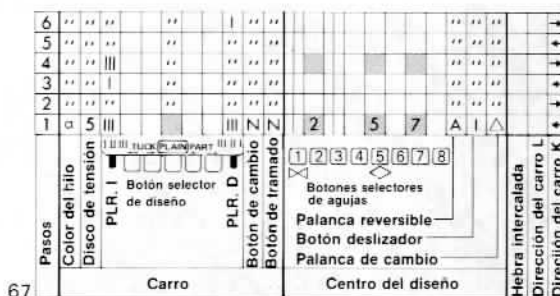 6 " " " " I " " " "
5 " " " " " " " " "
4 " " III " " " " " "
3 " " I " " " " " "
2 " " " " " " " "
1 a 5 III III N N 2 5 7 A I △
Pasos
Color del hilo
Disco de tensión
PLR. I
TUCK PLAIN PART
Botón selector
de diseño
PLR. D
Botón de cambio
Botón de tramado
1 2 3 4 5 6 7 8
Botones selectores
de agujas
Palanca reversible
Botón deslizador
Palanca de cambio
Hebra intercalada
Dirección del carro L
Dirección del carro K
Carro
Centro del diseño
67